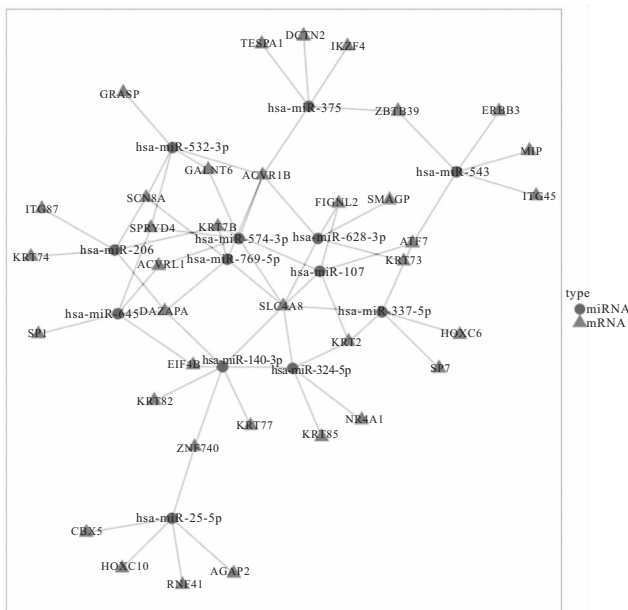 DCTN2
TESPA1
IKZF4
GRASP
hsa-miR-375
ZBTB39
ERBB3
hsa-miR-532-3p
MIP
GALNT6
ACVR1B
hsa-miR-543
SCN8A
FIGNL2
SMAGP
ITG45
ITG87
SPRYD4
KRT7B
hsa-miR-574-3p
hsa-miR-628-3p
ATF7
hsa-miR-206
KRT74
ACVRL1
hsa-miR-769-5p
KRT73
hsa-miR-107
type
miRNA
mRNA
hsa-miR-645
DAZAPA
SLC4A8
hsa-miR-337-5p
SP1
KRT2
HOXC6
EIF4B
hsa-miR-140-3p
hsa-miR-324-5p
SP7
KRT82
KRT77
KRT85
NR4A1
ZNF740
hsa-miR-25-5p
CBX5
HOXC10
RNF41
AGAP2